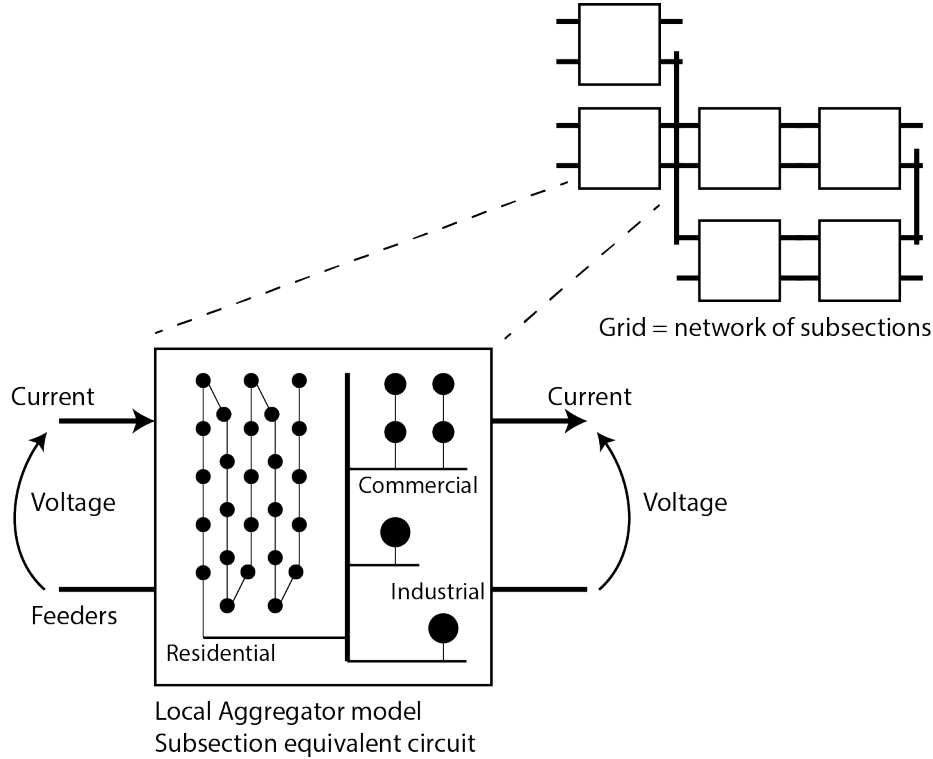 Grid = network of subsections
Current
Current
Voltage
Commercial
Voltage
Industrial
Feeders
Residential
Local Aggregator model
Subsection equivalent circuit